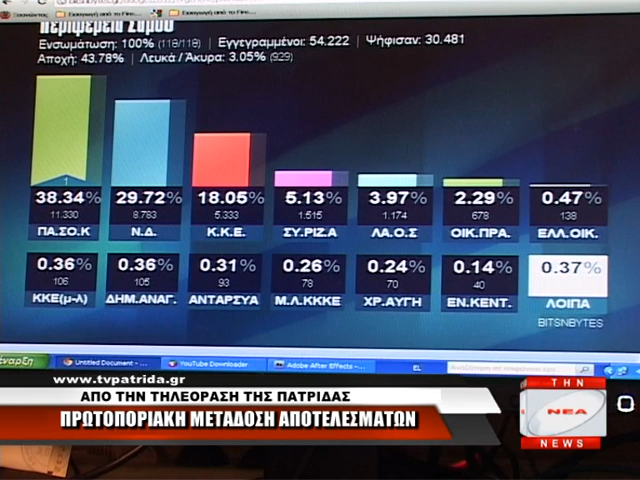 Περιφέρεια Σάμου
Ενσωμάτωση: 100% (118/118) | Εγγεγραμμένοι: 54.222 | Ψήφισαν: 30.481
Αποχή: 43.78% | Λευκά / Άκυρα: 3.05% (929)
38.34% 29.72% 18.05% 5.13% 3.97% 2.29% 0.47%
11.330 8.783 5.333 1.515 1.174 678 138
ΠΑ.ΣΟ.Κ Ν.Δ. Κ.Κ.Ε. ΣΥ.ΡΙΖ.Α ΛΑ.Ο.Σ ΟΙΚ.ΠΡΑ. ΕΛΛ.ΟΙΚ.
0.36% 0.36% 0.31% 0.26% 0.24% 0.14% 0.37%
106 105 93 78 70 40
ΚΚΕ(μ-λ) ΔΗΜ.ΑΝΑΓ. ΑΝΤΑΡΣΥΑ Μ.Λ.ΚΚΚΕ ΧΡ.ΑΥΓΗ ΕΝ.ΚΕΝΤ. ΛΟΙΠΑ
BITSNBYTES
έναρξη Untitled Document - ... YouTube Downloader Adobe After Effects - ... EL
www.tvpatrida.gr
ΑΠΟ ΤΗΝ ΤΗΛΕΟΡΑΣΗ ΤΗΣ ΠΑΤΡΙΔΑΣ
ΠΡΩΤΟΠΟΡΙΑΚΗ ΜΕΤΑΔΟΣΗ ΑΠΟΤΕΛΕΣΜΑΤΩΝ
ΤΗΝ
ΝΕΑ
NEWS